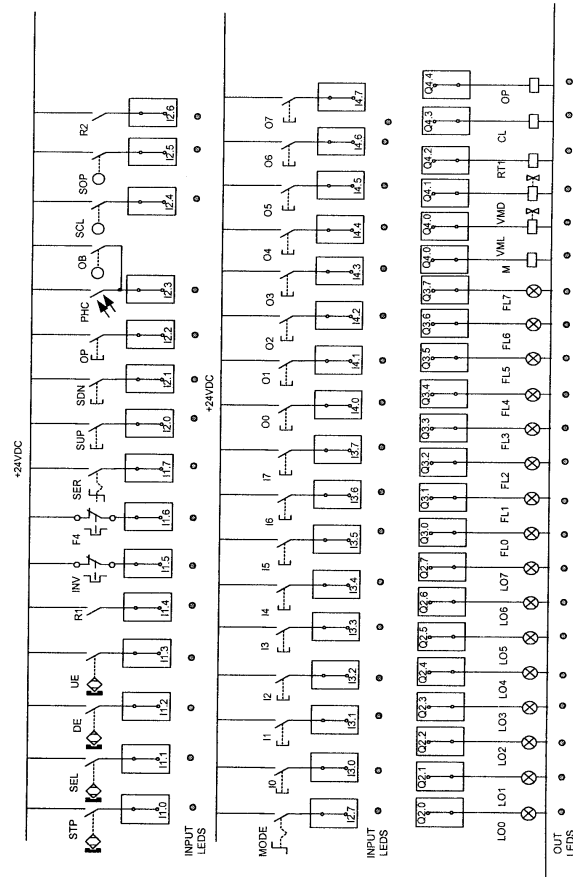 +24VDC
STP SEL DE UE R1 INV F4 SER SUP SDN OP PHC OB SCL SOP R2
I1.0 I1.1 I1.2 I1.3 I1.4 I1.5 I1.6 I1.7 I2.0 I2.1 I2.2 I2.3 I2.4 I2.5 I2.6
INPUT
LEDS
+24VDC
MODE I0 I1 I2 I3 I4 I5 I6 I7 O0 O1 O2 O3 O4 O5 O6 O7
I2.7 I3.0 I3.1 I3.2 I3.3 I3.4 I3.5 I3.6 I3.7 I4.0 I4.1 I4.2 I4.3 I4.4 I4.5 I4.6 I4.7
INPUT
LEDS
Q2.0 Q2.1 Q2.2 Q2.3 Q2.4 Q2.5 Q2.6 Q2.7 Q3.0 Q3.1 Q3.2 Q3.3 Q3.4 Q3.5 Q3.6 Q3.7 Q4.0 Q4.0 Q4.1 Q4.2 Q4.3 Q4.4
LO0 LO1 LO2 LO3 LO4 LO5 LO6 LO7 FL0 FL1 FL2 FL3 FL4 FL5 FL6 FL7 M VML VMD RT1 CL OP
OUT
LEDS